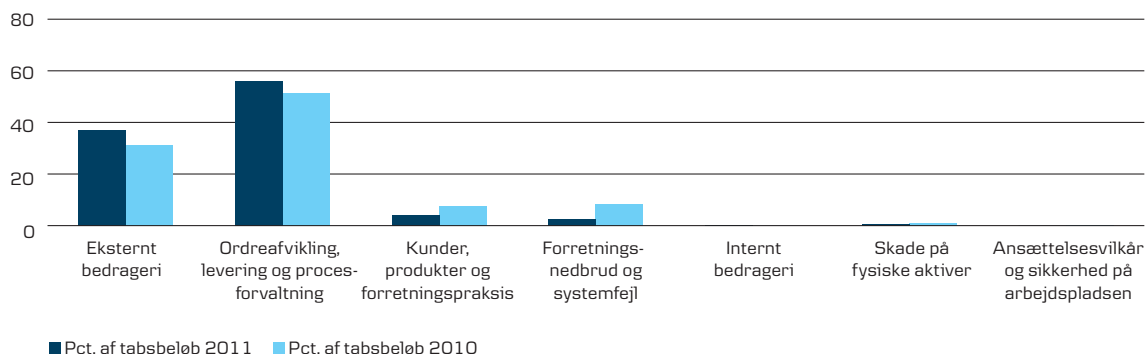 80
60
40
20
0
Eksternt
bedrageri
Ordreafvikling,
levering og proces-
forvaltning
Kunder,
produkter og
forretningspraksis
Forretnings-
nedbrud og
systemfejl
Internt
bedrageri
Skade på
fysiske aktiver
Ansættelsesvilkår
og sikkerhed på
arbejdspladsen
Pct. af tabsbeløb 2011 Pct. af tabsbeløb 2010